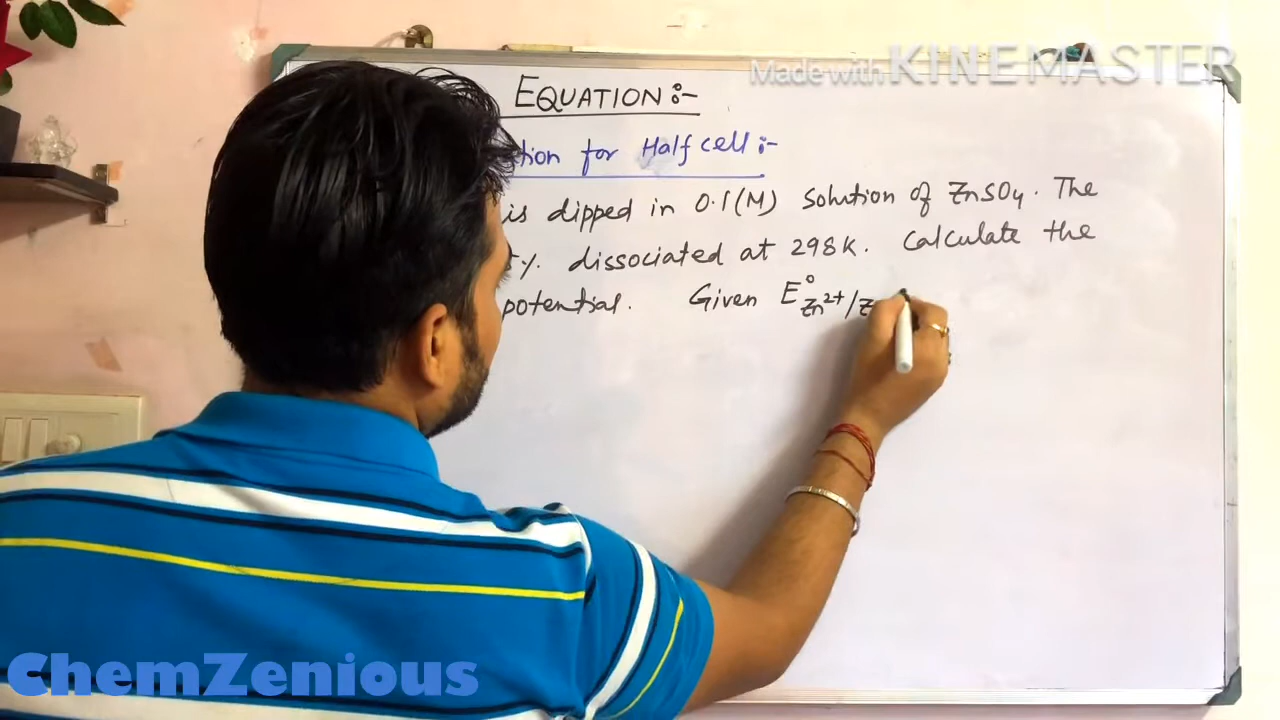 Made with KINEMASTER
EQUATION:-
tion for Half cell :-
is dipped in 0.1(M) solution of ZnSO4. The
5% dissociated at 298K. Calculate the
potential. Given E°Zn2+/Z
ChemZenious